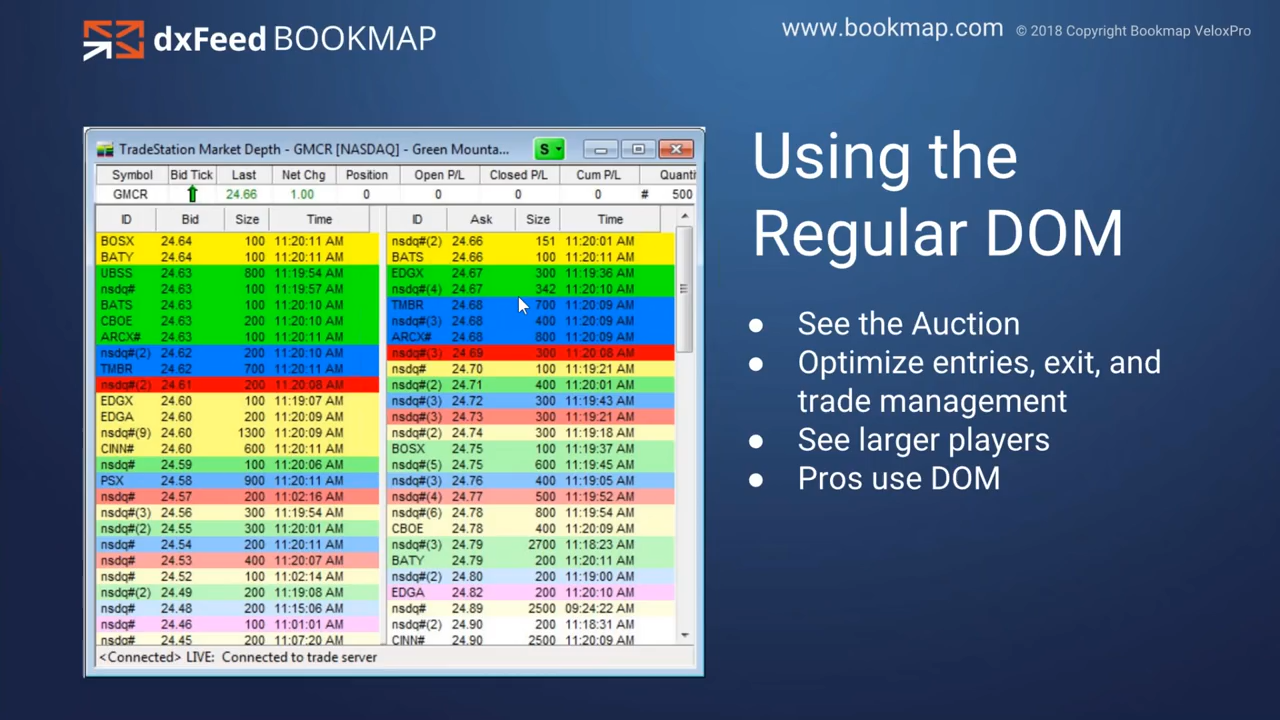 dxFeed BOOKMAP
www.bookmap.com © 2018 Copyright Bookmap VeloxPro
TradeStation Market Depth - GMCR [NASDAQ] - Green Mounta... S
Symbol Bid Tick Last Net Chg Position Open P/L Closed P/L Cum P/L Quanti
GMCR 24.66 1.00 0 0 0 0 # 500
ID Bid Size Time ID Ask Size Time
BOSX 24.64 100 11:20:11 AM nsdq#(2) 24.66 151 11:20:01 AM
BATY 24.64 100 11:20:11 AM BATS 24.66 100 11:20:11 AM
UBSS 24.63 800 11:19:54 AM EDGX 24.67 300 11:19:36 AM
nsdq# 24.63 100 11:19:57 AM nsdq#(4) 24.67 342 11:20:10 AM
BATS 24.63 100 11:20:10 AM TMBR 24.68 700 11:20:09 AM
CBOE 24.63 200 11:20:10 AM nsdq#(3) 24.68 400 11:20:09 AM
ARCX# 24.63 100 11:20:11 AM ARCX# 24.68 800 11:20:09 AM
nsdq#(2) 24.62 200 11:20:10 AM nsdq#(3) 24.69 300 11:20:08 AM
TMBR 24.62 700 11:20:11 AM nsdq# 24.70 100 11:19:21 AM
nsdq#(2) 24.61 200 11:20:08 AM nsdq#(2) 24.71 400 11:20:01 AM
EDGX 24.60 100 11:19:07 AM nsdq#(3) 24.72 300 11:19:43 AM
EDGA 24.60 200 11:20:09 AM nsdq#(3) 24.73 300 11:19:21 AM
nsdq#(9) 24.60 1300 11:20:09 AM nsdq#(2) 24.74 300 11:19:18 AM
CINN# 24.60 600 11:20:11 AM BOSX 24.75 100 11:19:37 AM
nsdq# 24.59 100 11:20:06 AM nsdq#(5) 24.75 600 11:19:45 AM
PSX 24.58 900 11:20:11 AM nsdq#(3) 24.76 400 11:19:05 AM
nsdq# 24.57 200 11:02:16 AM nsdq#(4) 24.77 500 11:19:52 AM
nsdq#(3) 24.56 300 11:19:54 AM nsdq#(6) 24.78 800 11:19:54 AM
nsdq#(2) 24.55 300 11:20:01 AM CBOE 24.78 400 11:20:09 AM
nsdq# 24.54 200 11:20:11 AM nsdq#(3) 24.79 2700 11:18:23 AM
nsdq# 24.53 400 11:20:07 AM BATY 24.79 200 11:20:11 AM
nsdq# 24.52 100 11:02:14 AM nsdq#(2) 24.80 200 11:19:00 AM
nsdq#(2) 24.49 200 11:19:08 AM EDGA 24.82 200 11:20:10 AM
nsdq# 24.48 200 11:15:06 AM nsdq# 24.89 2500 09:24:22 AM
nsdq# 24.46 100 11:01:01 AM nsdq#(2) 24.90 200 11:18:31 AM
nsdq# 24.45 200 11:07:20 AM CINN# 24.90 2500 11:20:09 AM
<Connected> LIVE: Connected to trade server
Using the
Regular DOM
● See the Auction
● Optimize entries, exit, and
trade management
● See larger players
● Pros use DOM